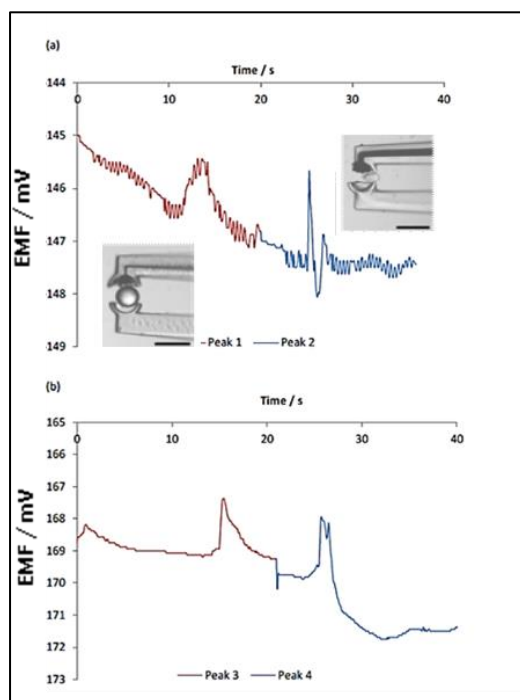 (a)
Time / s
0 10 20 30 40
144
145
146
147
148
149
EMF / mV
Peak 1 Peak 2
(b)
Time / s
0 10 20 30 40
165
166
167
168
169
170
171
172
173
EMF / mV
Peak 3 Peak 4